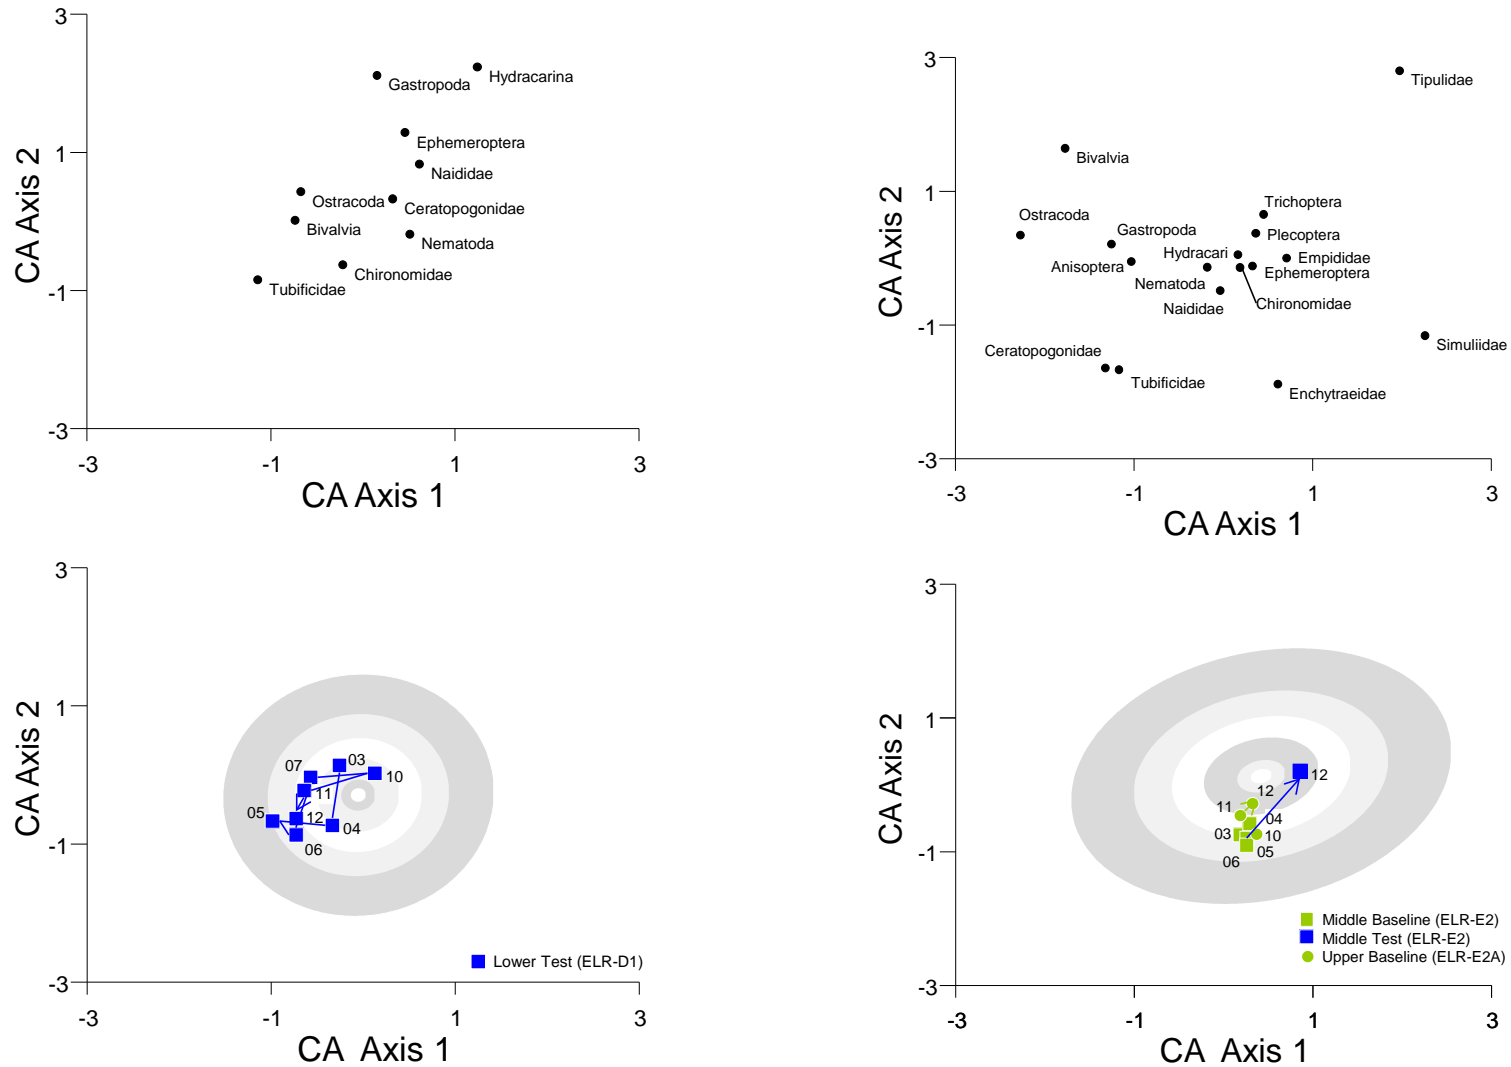 3
1
-1
-3
CA Axis 2
Gastropoda
Hydracarina
Ephemeroptera
Naididae
Ostracoda
Ceratopogonidae
Bivalvia
Nematoda
Chironomidae
Tubificidae
-3
-1
1
3
CA Axis 1
3
1
-1
-3
CA Axis 2
Tipulidae
Bivalvia
Trichoptera
Ostracoda
Gastropoda
Plecoptera
Hydracari
Empididae
Anisoptera
Ephemeroptera
Nematoda
Chironomidae
Naididae
Simuliidae
Ceratopogonidae
Tubificidae
Enchytraeidae
-3
-1
1
3
CA Axis 1
3
1
-1
-3
CA Axis 2
07
03
10
11
05
12
04
06
Lower Test (ELR-D1)
-3
-1
1
3
CA Axis 1
3
1
-1
-3
CA Axis 2
12
12
11
04
03
10
05
06
Middle Baseline (ELR-E2)
Middle Test (ELR-E2)
Upper Baseline (ELR-E2A)
-3
-1
1
3
CA Axis 1